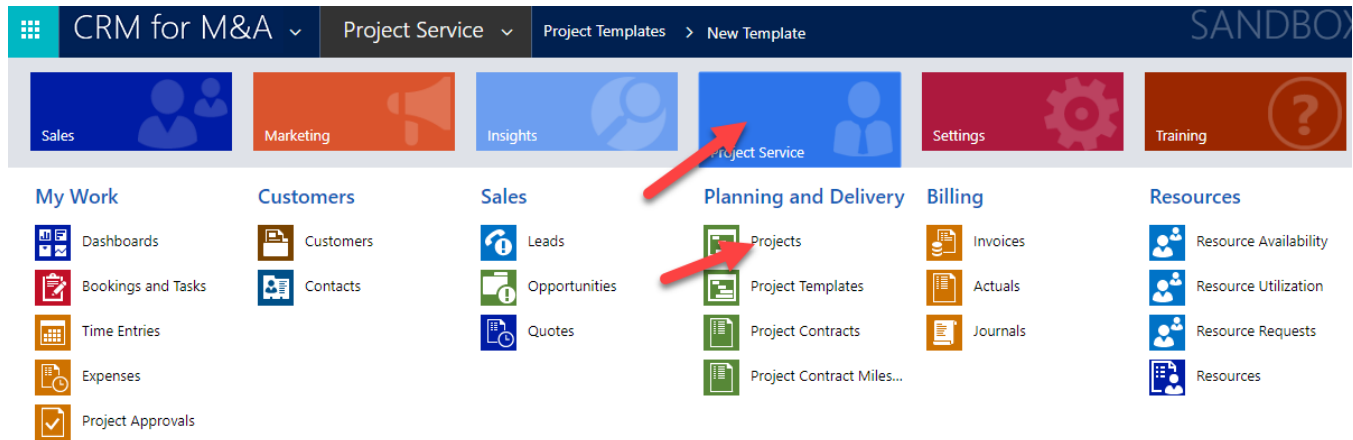 CRM for M&A
Project Service
Project Templates > New Template
SANDBOX
Sales
Marketing
Insights
Project Service
Settings
Training
My Work
Dashboards
Bookings and Tasks
Time Entries
Expenses
Project Approvals
Customers
Customers
Contacts
Sales
Leads
Opportunities
Quotes
Planning and Delivery
Projects
Project Templates
Project Contracts
Project Contract Miles...
Billing
Invoices
Actuals
Journals
Resources
Resource Availability
Resource Utilization
Resource Requests
Resources